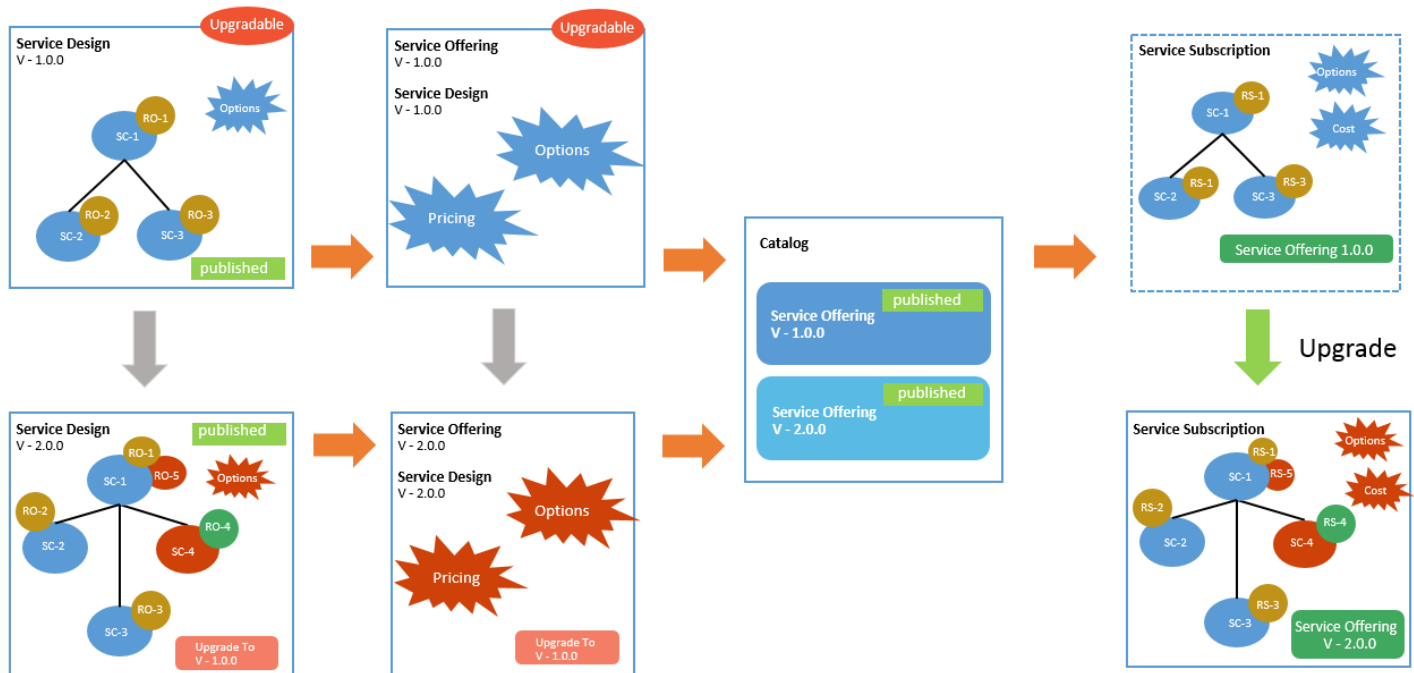 Upgradable
Service Design
V - 1.0.0
Options
RO-1
SC-1
RO-2
SC-2
RO-3
SC-3
published
Upgradable
Service Offering
V - 1.0.0
Service Design
V - 1.0.0
Options
Pricing
Catalog
published
Service Offering
V - 1.0.0
published
Service Offering
V - 2.0.0
Service Subscription
Options
Cost
RS-1
SC-1
RS-1
SC-2
RS-3
SC-3
Service Offering 1.0.0
Upgrade
Service Design
V - 2.0.0
published
RO-1
RO-5
SC-1
Options
RO-2
SC-2
RO-4
SC-4
RO-3
SC-3
Upgrade To
V - 1.0.0
Service Offering
V - 2.0.0
Service Design
V - 2.0.0
Options
Pricing
Upgrade To
V - 1.0.0
Service Subscription
Options
Cost
RS-1
RS-5
SC-1
RS-2
SC-2
RS-4
SC-4
RS-3
SC-3
Service Offering
V - 2.0.0